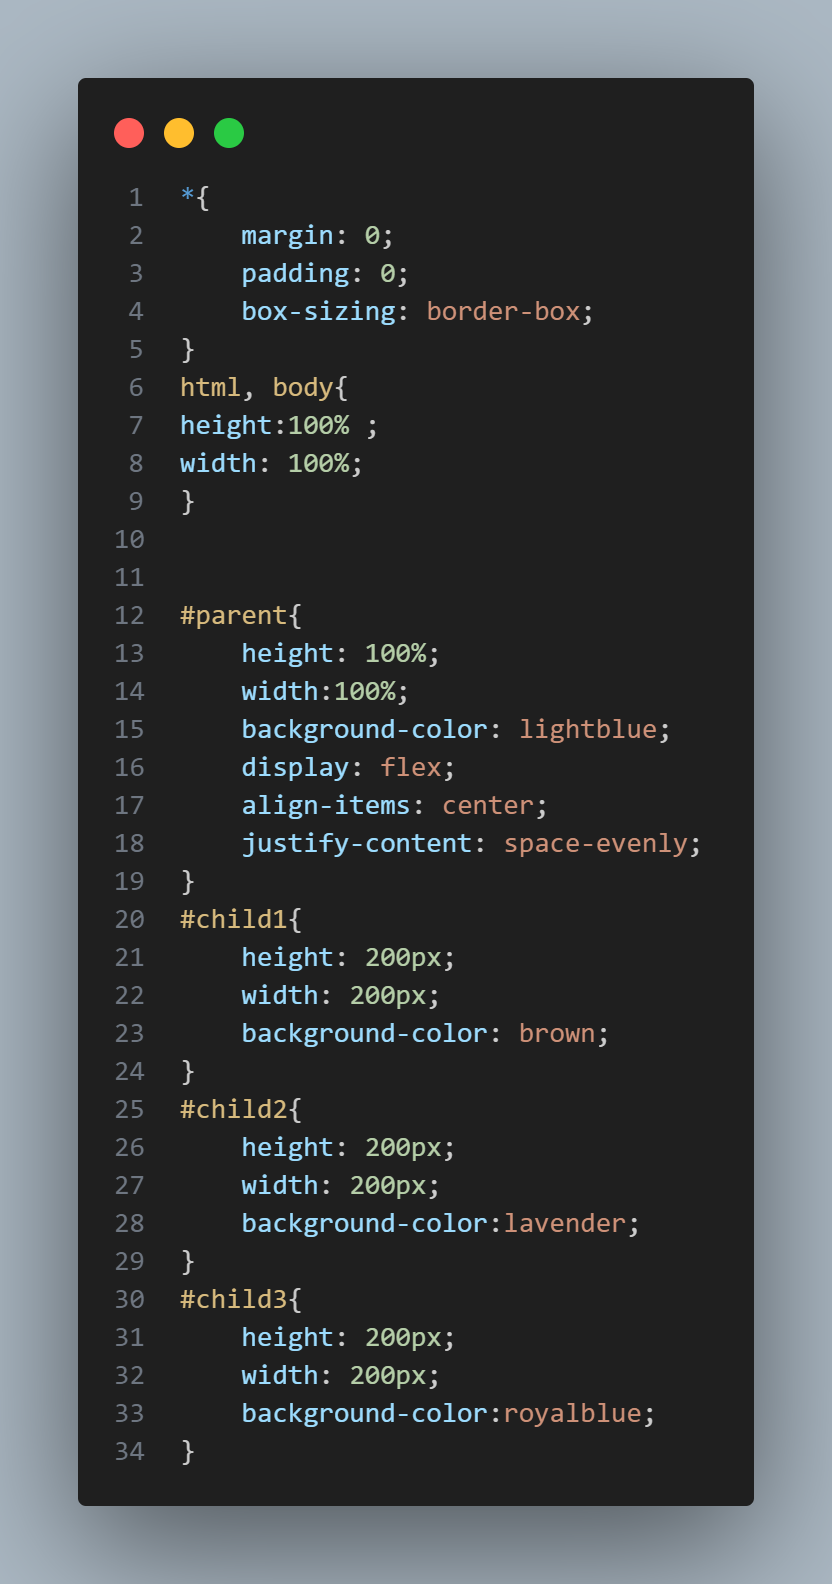 1 *{
2     margin: 0;
3     padding: 0;
4     box-sizing: border-box;
5 }
6 html, body{
7 height:100% ;
8 width: 100%;
9 }
10
11
12 #parent{
13     height: 100%;
14     width:100%;
15     background-color: lightblue;
16     display: flex;
17     align-items: center;
18     justify-content: space-evenly;
19 }
20 #child1{
21     height: 200px;
22     width: 200px;
23     background-color: brown;
24 }
25 #child2{
26     height: 200px;
27     width: 200px;
28     background-color:lavender;
29 }
30 #child3{
31     height: 200px;
32     width: 200px;
33     background-color:royalblue;
34 }